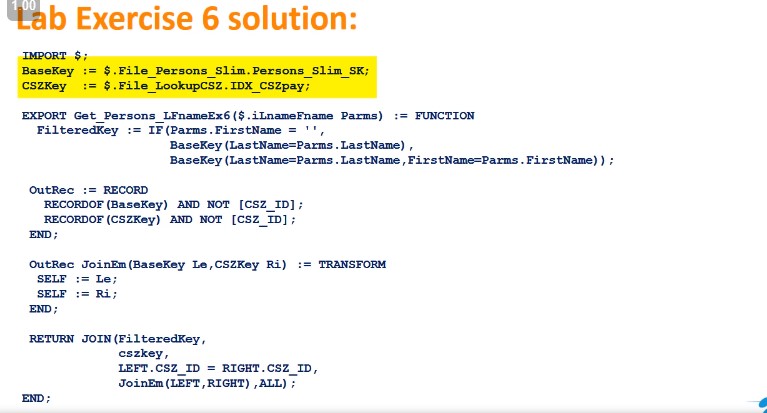 1-00
Lab Exercise 6 solution:
IMPORT $;
BaseKey := $.File_Persons_Slim.Persons_Slim_SK;
CSZKey := $.File_LookupCSZ.IDX_CSZpay;
EXPORT Get_Persons_LFnameEx6($.iLnameFname Parms) := FUNCTION
FilteredKey := IF(Parms.FirstName = '',
BaseKey(LastName=Parms.LastName),
BaseKey(LastName=Parms.LastName,FirstName=Parms.FirstName));
OutRec := RECORD
RECORDOF(BaseKey) AND NOT [CSZ_ID];
RECORDOF(CSZKey) AND NOT [CSZ_ID];
END;
OutRec JoinEm(BaseKey Le,CSZKey Ri) := TRANSFORM
SELF := Le;
SELF := Ri;
END;
RETURN JOIN(FilteredKey,
cszkey,
LEFT.CSZ_ID = RIGHT.CSZ_ID,
JoinEm(LEFT,RIGHT),ALL);
END;